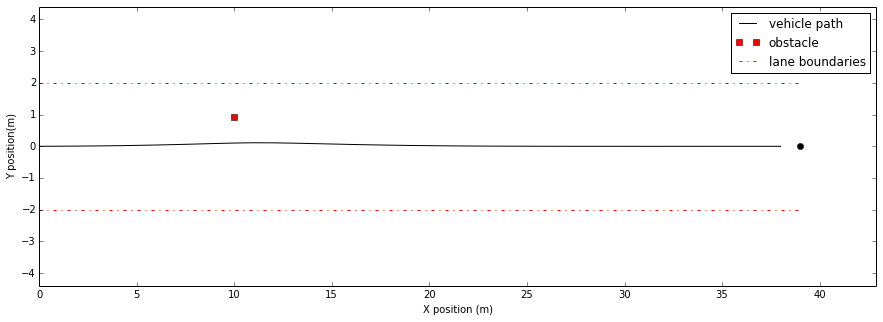 4
3
2
1
0
−1
−2
−3
−4
Y position(m)
vehicle path
obstacle
lane boundaries
0 5 10 15 20 25 30 35 40
X position (m)